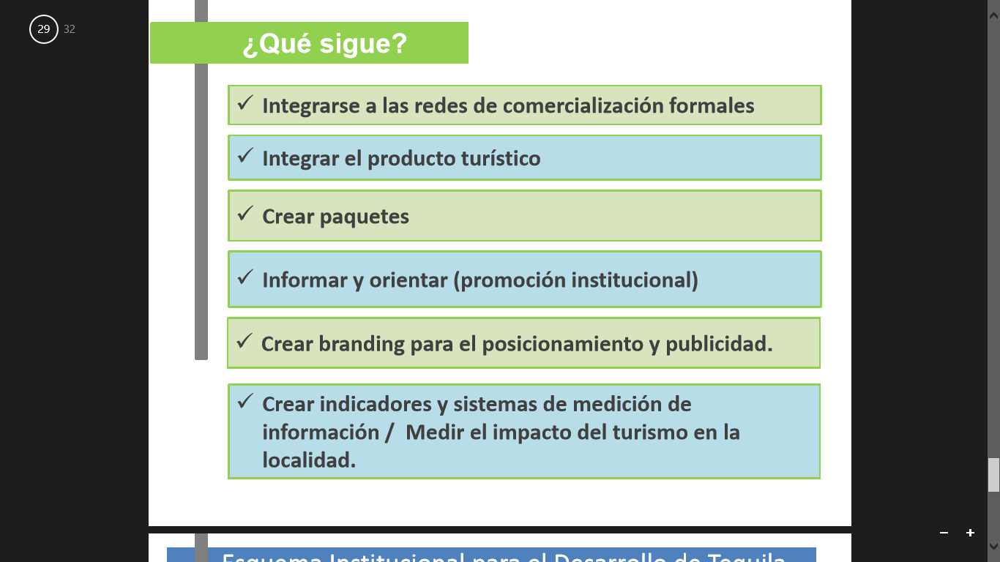 29 32
¿Qué sigue?
✓ Integrarse a las redes de comercialización formales
✓ Integrar el producto turístico
✓ Crear paquetes
✓ Informar y orientar (promoción institucional)
✓ Crear branding para el posicionamiento y publicidad.
✓ Crear indicadores y sistemas de medición de
información / Medir el impacto del turismo en la
localidad.
Esquema Institucional para el Desarrollo de Tequila